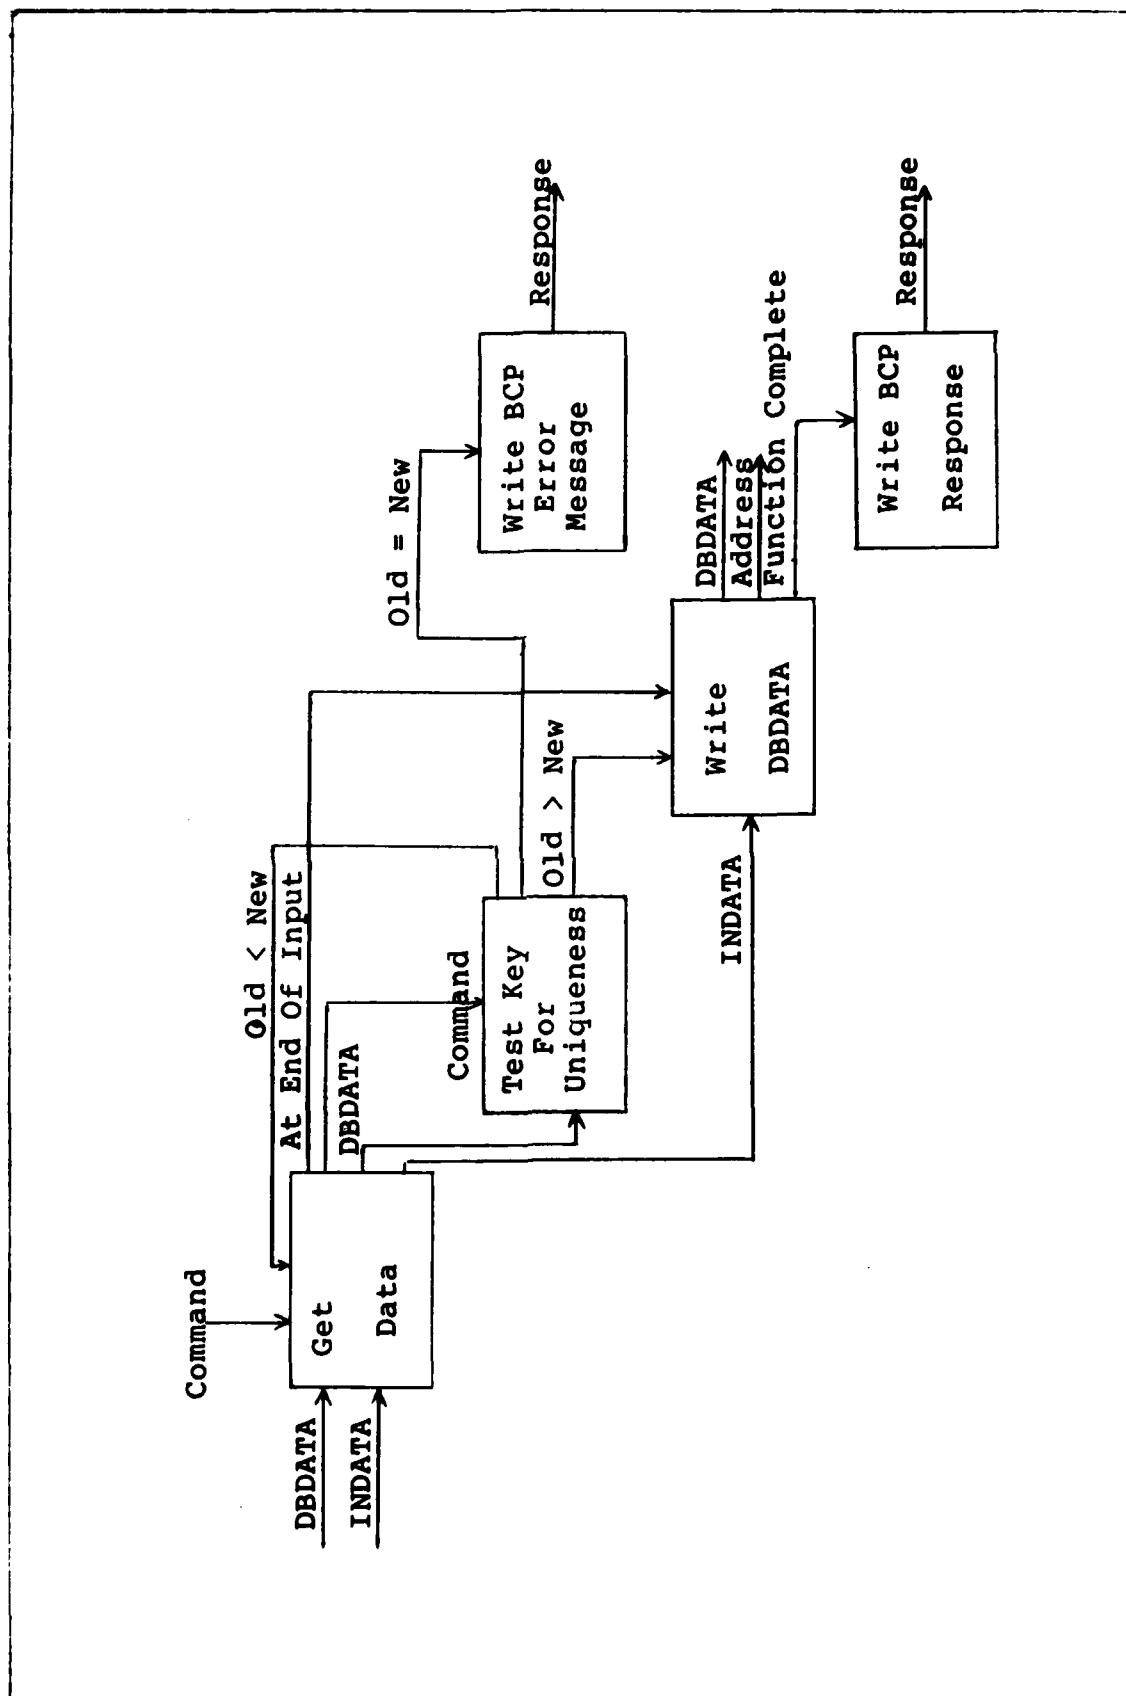 Command
DBDATA
INDATA
Get
Data
Old < New
At End Of Input
DBDATA
Command
Test Key
For
Uniqueness
Old = New
Old > New
INDATA
Write BCP
Error
Message
Response
Write
DBDATA
DBDATA
Address
Function Complete
Write BCP
Response
Response